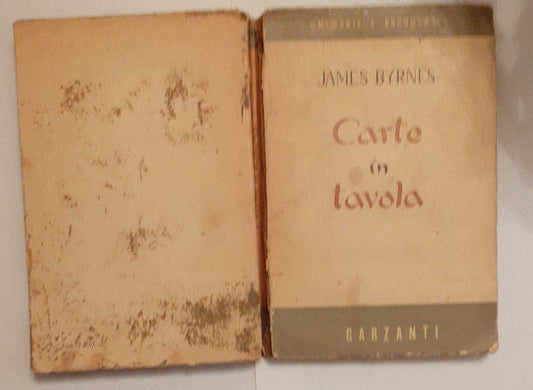 MEMORIE E DOCUMENTI
JAMES BYRNES
Carte
in
tavola
GARZANTI